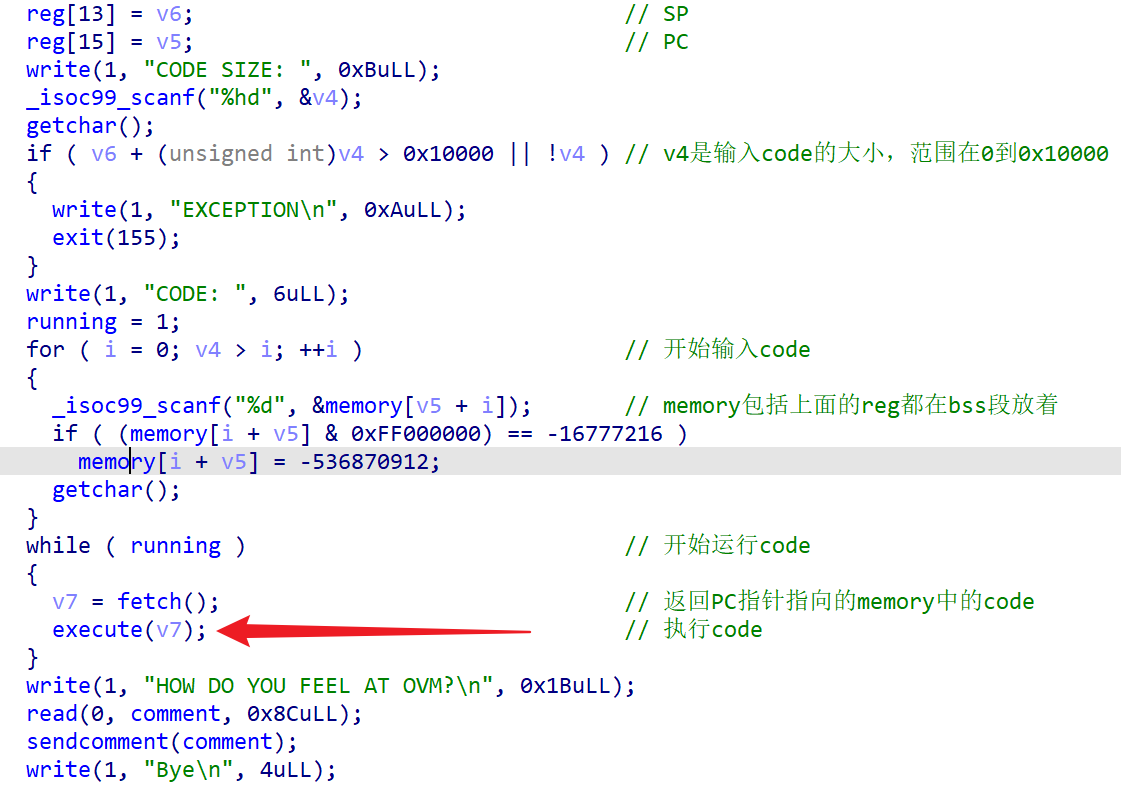 reg[13] = v6; // SP
reg[15] = v5; // PC
write(1, "CODE SIZE: ", 0xBuLL);
_isoc99_scanf("%hd", &v4);
getchar();
if ( v6 + (unsigned int)v4 > 0x10000 || !v4 ) // v4是输入code的大小，范围在0到0x10000
{
write(1, "EXCEPTION\n", 0xAuLL);
exit(155);
}
write(1, "CODE: ", 6uLL);
running = 1;
for ( i = 0; v4 > i; ++i ) // 开始输入code
{
_isoc99_scanf("%d", &memory[v5 + i]); // memory包括上面的reg都在bss段放着
if ( (memory[i + v5] & 0xFF000000) == -16777216 )
memory[i + v5] = -536870912;
getchar();
}
while ( running ) // 开始运行code
{
v7 = fetch(); // 返回PC指针指向的memory中的code
execute(v7); // 执行code
}
write(1, "HOW DO YOU FEEL AT OVM?\n", 0x1BuLL);
read(0, comment, 0x8CuLL);
sendcomment(comment);
write(1, "Bye\n", 4uLL);